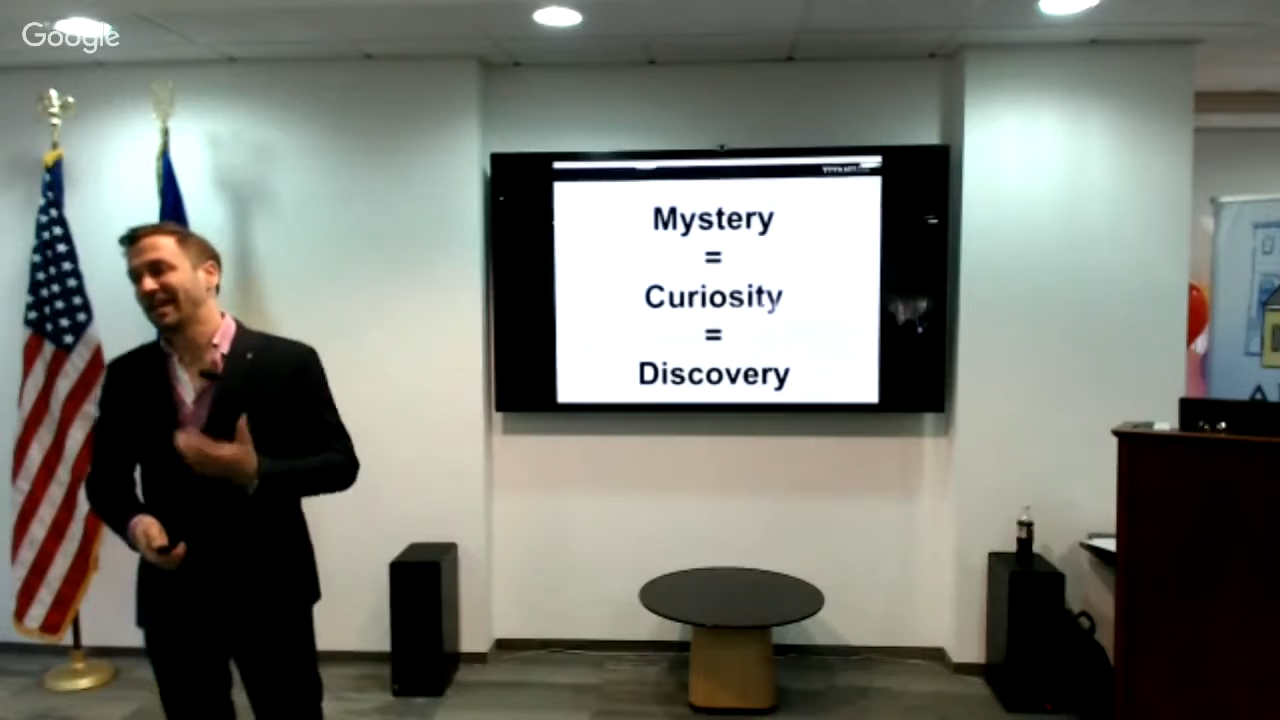 Google
Mystery
=
Curiosity
=
Discovery